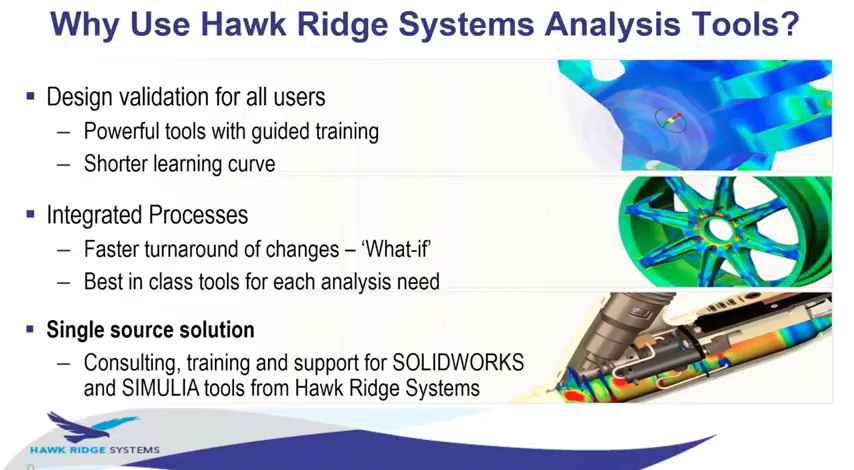 Why Use Hawk Ridge Systems Analysis Tools?
▪ Design validation for all users
– Powerful tools with guided training
– Shorter learning curve
▪ Integrated Processes
– Faster turnaround of changes – ‘What-if’
– Best in class tools for each analysis need
▪ Single source solution
– Consulting, training and support for SOLIDWORKS
and SIMULIA tools from Hawk Ridge Systems
HAWK RIDGE SYSTEMS